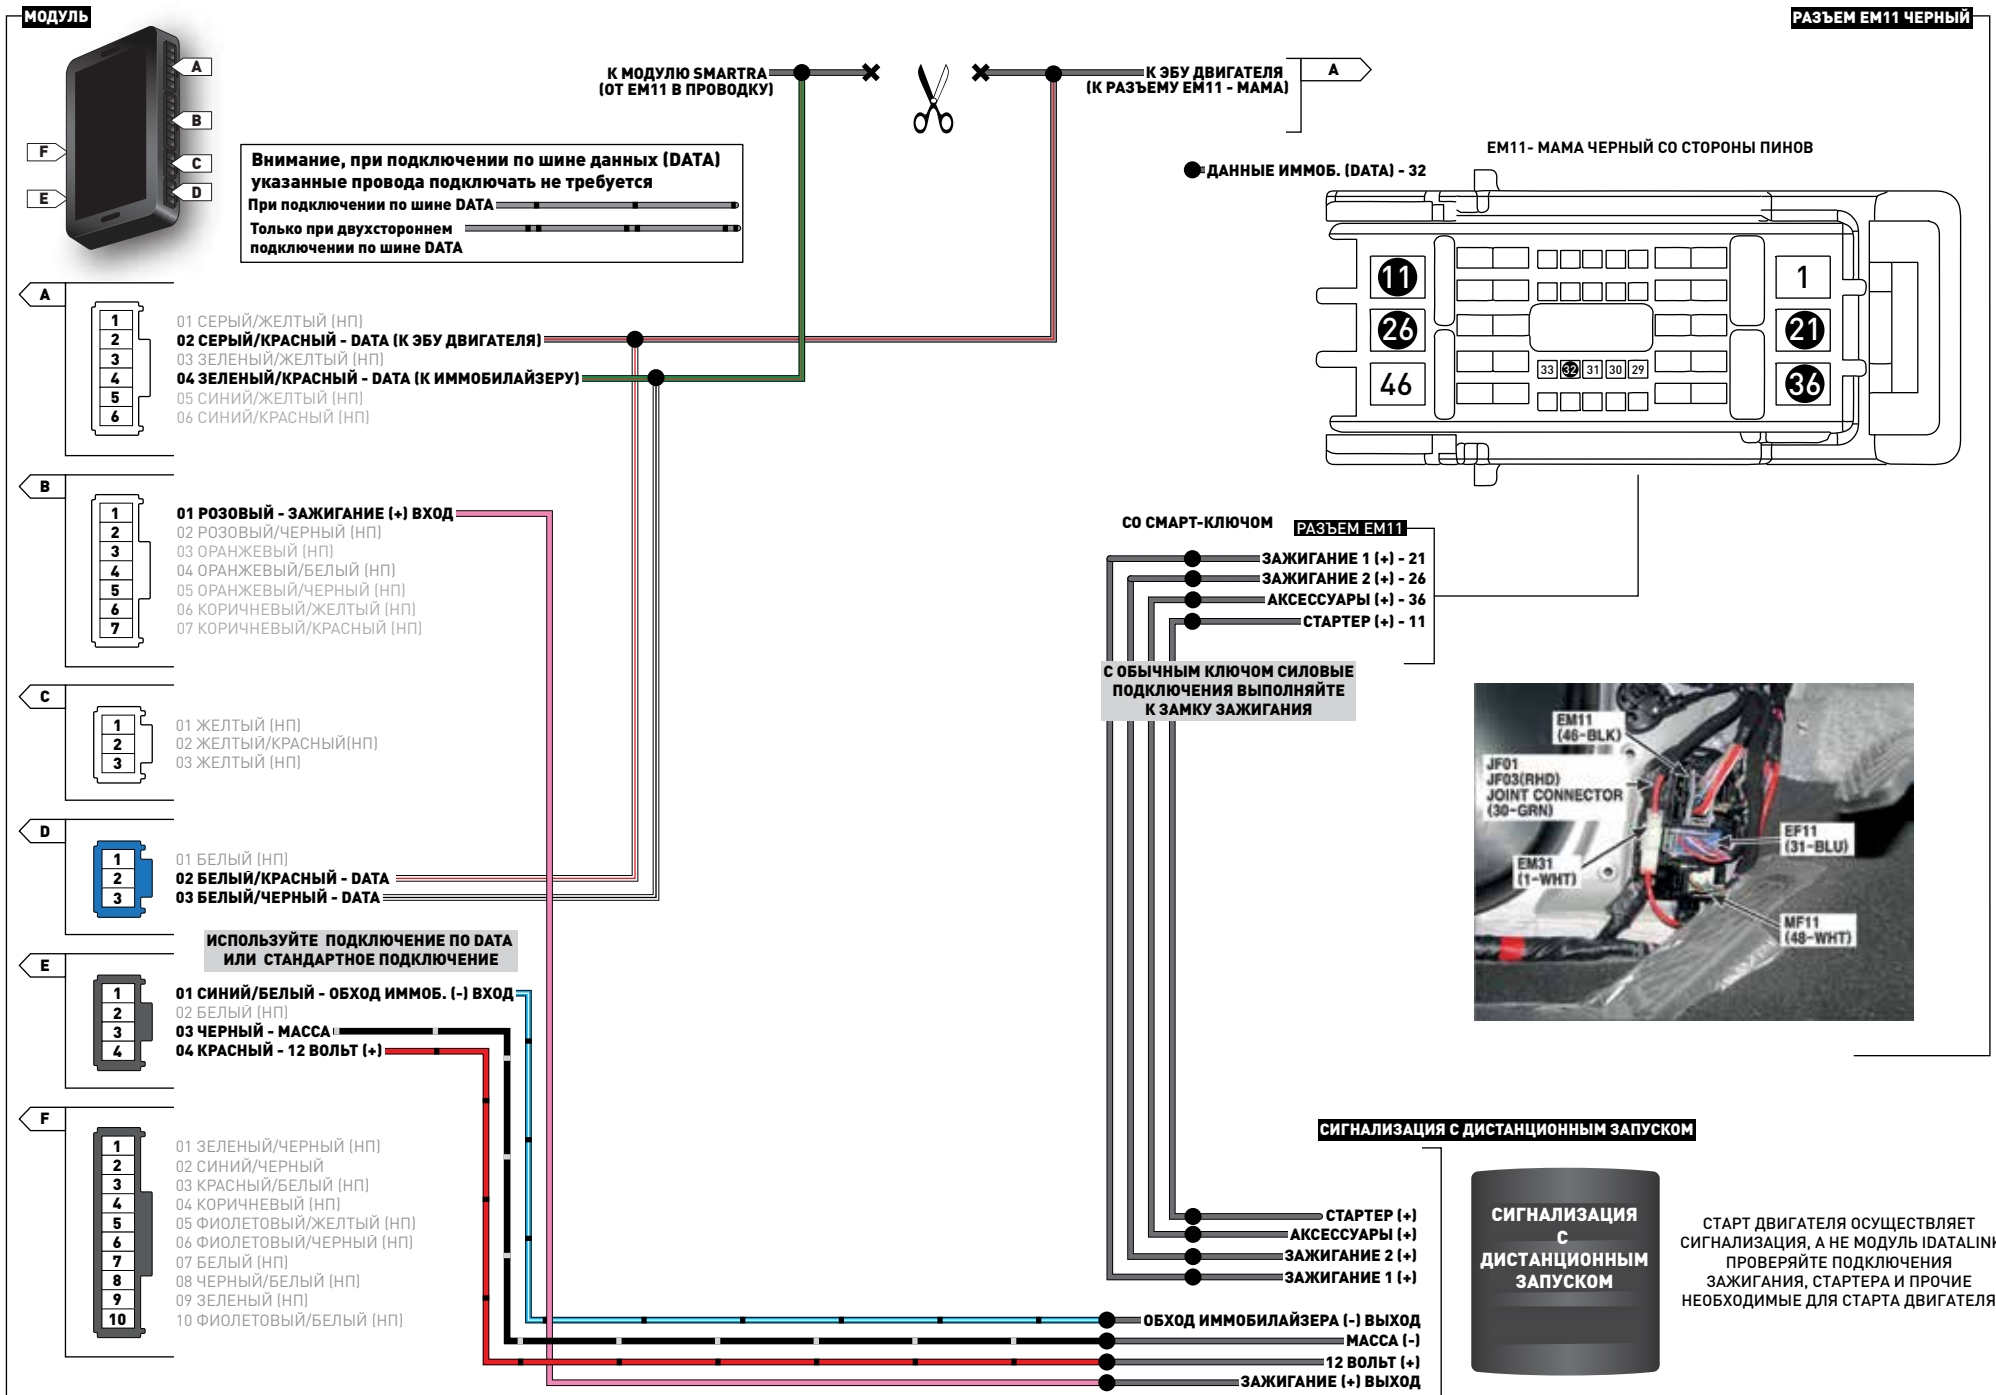 МОДУЛЬ
РАЗЪЕМ EM11 ЧЕРНЫЙ
A
B
C
D
F
E
К МОДУЛЮ SMARTRA
(ОТ EM11 В ПРОВОДКУ)
К ЭБУ ДВИГАТЕЛЯ
(К РАЗЪЕМУ EM11 - МАМА)
A
Внимание, при подключении по шине данных (DATA)
указанные провода подключать не требуется
При подключении по шине DATA
Только при двухстороннем
подключении по шине DATA
ДАННЫЕ ИММОБ. (DATA) - 32
EM11- МАМА ЧЕРНЫЙ СО СТОРОНЫ ПИНОВ
11
1
26
21
33 32 31 30 29
46
36
A
1
2
3
4
5
6
01 СЕРЫЙ/ЖЕЛТЫЙ (НП)
02 СЕРЫЙ/КРАСНЫЙ - DATA (К ЭБУ ДВИГАТЕЛЯ)
03 ЗЕЛЕНЫЙ/ЖЕЛТЫЙ (НП)
04 ЗЕЛЕНЫЙ/КРАСНЫЙ - DATA (К ИММОБИЛАЙЗЕРУ)
05 СИНИЙ/ЖЕЛТЫЙ (НП)
06 СИНИЙ/КРАСНЫЙ (НП)
B
1
2
3
4
5
6
7
01 РОЗОВЫЙ - ЗАЖИГАНИЕ (+) ВХОД
02 РОЗОВЫЙ/ЧЕРНЫЙ (НП)
03 ОРАНЖЕВЫЙ (НП)
04 ОРАНЖЕВЫЙ/БЕЛЫЙ (НП)
05 ОРАНЖЕВЫЙ/ЧЕРНЫЙ (НП)
06 КОРИЧНЕВЫЙ/ЖЕЛТЫЙ (НП)
07 КОРИЧНЕВЫЙ/КРАСНЫЙ (НП)
C
1
2
3
01 ЖЕЛТЫЙ (НП)
02 ЖЕЛТЫЙ/КРАСНЫЙ(НП)
03 ЖЕЛТЫЙ (НП)
D
1
2
3
01 БЕЛЫЙ (НП)
02 БЕЛЫЙ/КРАСНЫЙ - DATA
03 БЕЛЫЙ/ЧЕРНЫЙ - DATA
ИСПОЛЬЗУЙТЕ ПОДКЛЮЧЕНИЕ ПО DATA
ИЛИ СТАНДАРТНОЕ ПОДКЛЮЧЕНИЕ
E
1
2
3
4
01 СИНИЙ/БЕЛЫЙ - ОБХОД ИММОБ. (-) ВХОД
02 БЕЛЫЙ (НП)
03 ЧЕРНЫЙ - МАССА
04 КРАСНЫЙ - 12 ВОЛЬТ (+)
F
1
2
3
4
5
6
7
8
9
10
01 ЗЕЛЕНЫЙ/ЧЕРНЫЙ (НП)
02 СИНИЙ/ЧЕРНЫЙ
03 КРАСНЫЙ/БЕЛЫЙ (НП)
04 КОРИЧНЕВЫЙ (НП)
05 ФИОЛЕТОВЫЙ/ЖЕЛТЫЙ (НП)
06 ФИОЛЕТОВЫЙ/ЧЕРНЫЙ (НП)
07 БЕЛЫЙ (НП)
08 ЧЕРНЫЙ/БЕЛЫЙ (НП)
09 ЗЕЛЕНЫЙ (НП)
10 ФИОЛЕТОВЫЙ/БЕЛЫЙ (НП)
СО СМАРТ-КЛЮЧОМ
РАЗЪЕМ EM11
ЗАЖИГАНИЕ 1 (+) - 21
ЗАЖИГАНИЕ 2 (+) - 26
АКСЕССУАРЫ (+) - 36
СТАРТЕР (+) - 11
С ОБЫЧНЫМ КЛЮЧОМ СИЛОВЫЕ
ПОДКЛЮЧЕНИЯ ВЫПОЛНЯЙТЕ
К ЗАМКУ ЗАЖИГАНИЯ
EM11
(46-BLK)
JF01
JF03(RHD)
JOINT CONNECTOR
(30-GRN)
EF11
(31-BLU)
EM31
(1-WHT)
MF11
(48-WHT)
СИГНАЛИЗАЦИЯ С ДИСТАНЦИОННЫМ ЗАПУСКОМ
СТАРТЕР (+)
АКСЕССУАРЫ (+)
ЗАЖИГАНИЕ 2 (+)
ЗАЖИГАНИЕ 1 (+)
ОБХОД ИММОБИЛАЙЗЕРА (-) ВЫХОД
МАССА (-)
12 ВОЛЬТ (+)
ЗАЖИГАНИЕ (+) ВЫХОД
СИГНАЛИЗАЦИЯ
С
ДИСТАНЦИОННЫМ
ЗАПУСКОМ
СТАРТ ДВИГАТЕЛЯ ОСУЩЕСТВЛЯЕТ
СИГНАЛИЗАЦИЯ, А НЕ МОДУЛЬ IDATALINK
ПРОВЕРЯЙТЕ ПОДКЛЮЧЕНИЯ
ЗАЖИГАНИЯ, СТАРТЕРА И ПРОЧИЕ
НЕОБХОДИМЫЕ ДЛЯ СТАРТА ДВИГАТЕЛЯ